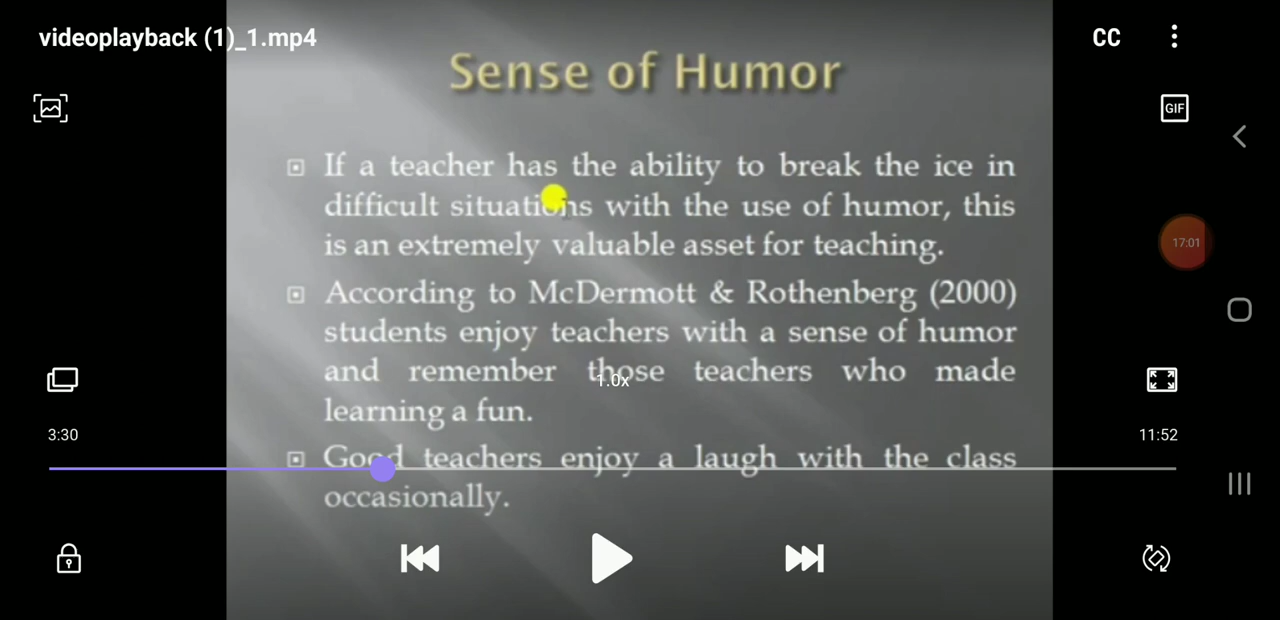 videoplayback (1)_1.mp4
CC
Sense of Humor
GIF
If a teacher has the ability to break the ice in
difficult situations with the use of humor, this
is an extremely valuable asset for teaching.
17:01
According to McDermott & Rothenberg (2000)
students enjoy teachers with a sense of humor
and remember those teachers who made
1.0x
learning a fun.
3:30
11:52
Good teachers enjoy a laugh with the class
occasionally.